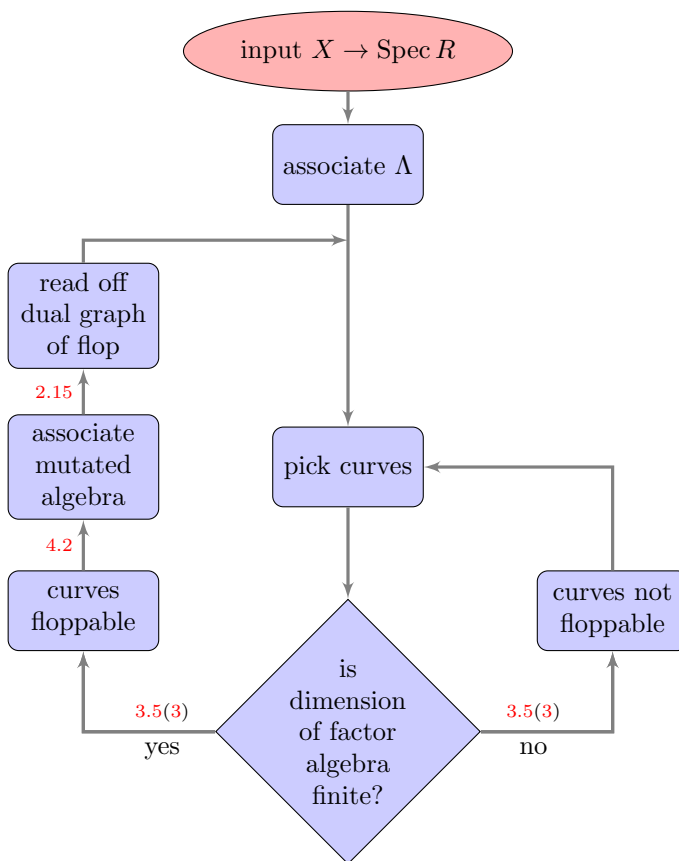 input X → Spec R
associate Λ
read off
dual graph
of flop
2.15
associate
mutated
algebra
pick curves
4.2
curves
floppable
curves not
floppable
is
dimension
of factor
algebra
finite?
3.5(3)
yes
3.5(3)
no